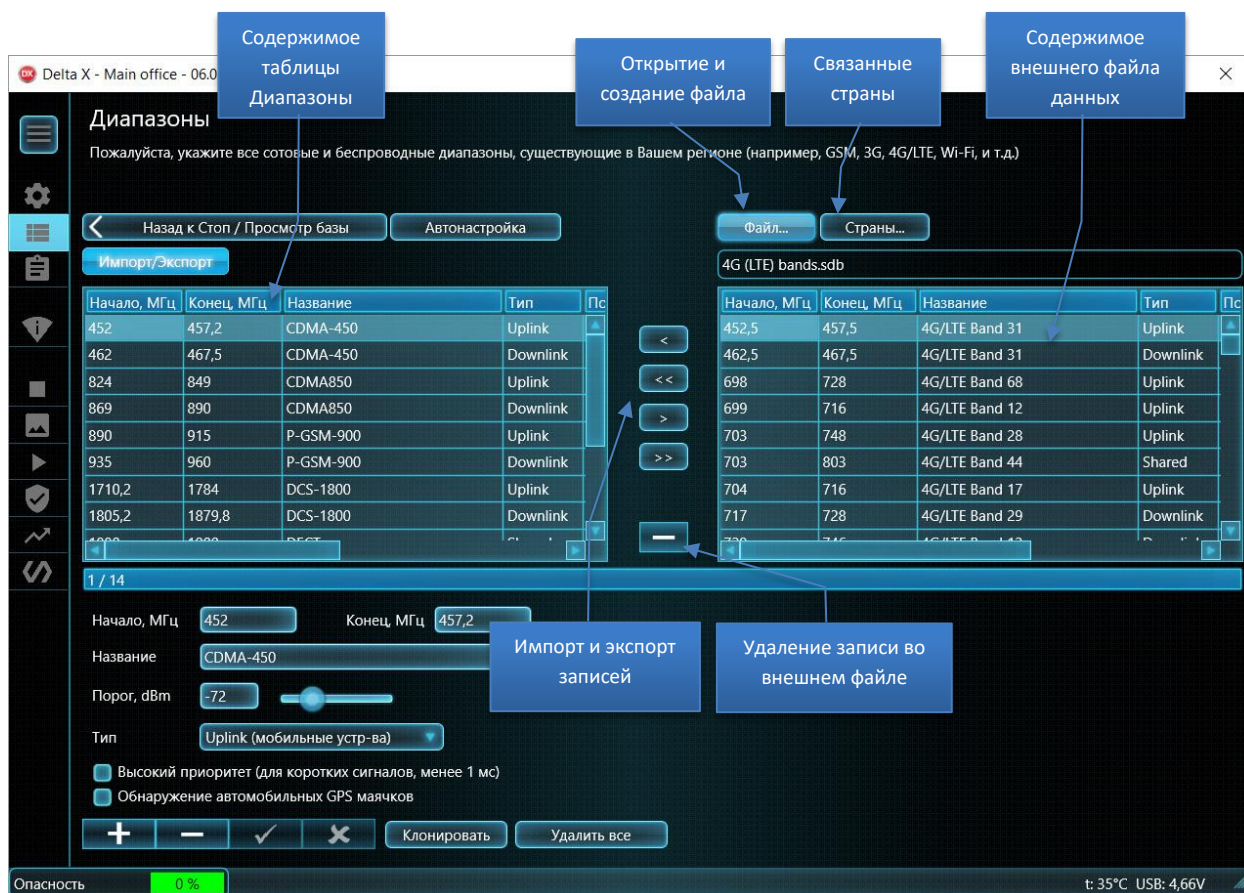 Содержимое
таблицы
Диапазоны
Открытие и
создание файла
Связанные
страны
Содержимое
внешнего файла
данных
Delta X - Main office - 06.0
Диапазоны
Пожалуйста, укажите все сотовые и беспроводные диапазоны, существующие в Вашем регионе (например, GSM, 3G, 4G/LTE, Wi-Fi, и т.д.)
Назад к Стоп / Просмотр базы Автонастройка Файл... Страны...
Импорт/Экспорт 4G (LTE) bands.sdb
Начало, МГц Конец, МГц Название Тип По Начало, МГц Конец, МГц Название Тип По
452 457,2 CDMA-450 Uplink < 452,5 457,5 4G/LTE Band 31 Uplink
462 467,5 CDMA-450 Downlink 462,5 467,5 4G/LTE Band 31 Downlink
824 849 CDMA850 Uplink << 698 728 4G/LTE Band 68 Uplink
869 890 CDMA850 Downlink > 699 716 4G/LTE Band 12 Uplink
890 915 P-GSM-900 Uplink 703 748 4G/LTE Band 28 Uplink
935 960 P-GSM-900 Downlink >> 703 803 4G/LTE Band 44 Shared
1710,2 1784 DCS-1800 Uplink 704 716 4G/LTE Band 17 Uplink
1805,2 1879,8 DCS-1800 Downlink 717 728 4G/LTE Band 29 Downlink
1 / 14
Начало, МГц 452 Конец, МГц 457,2
Название CDMA-450
Импорт и экспорт
записей
Удаление записи во
внешнем файле
Порог, dBm -72
Тип Uplink (мобильные устр-ва)
Высокий приоритет (для коротких сигналов, менее 1 мс)
Обнаружение автомобильных GPS маячков
Клонировать Удалить все
Опасность 0 % t: 35°C USB: 4,66V